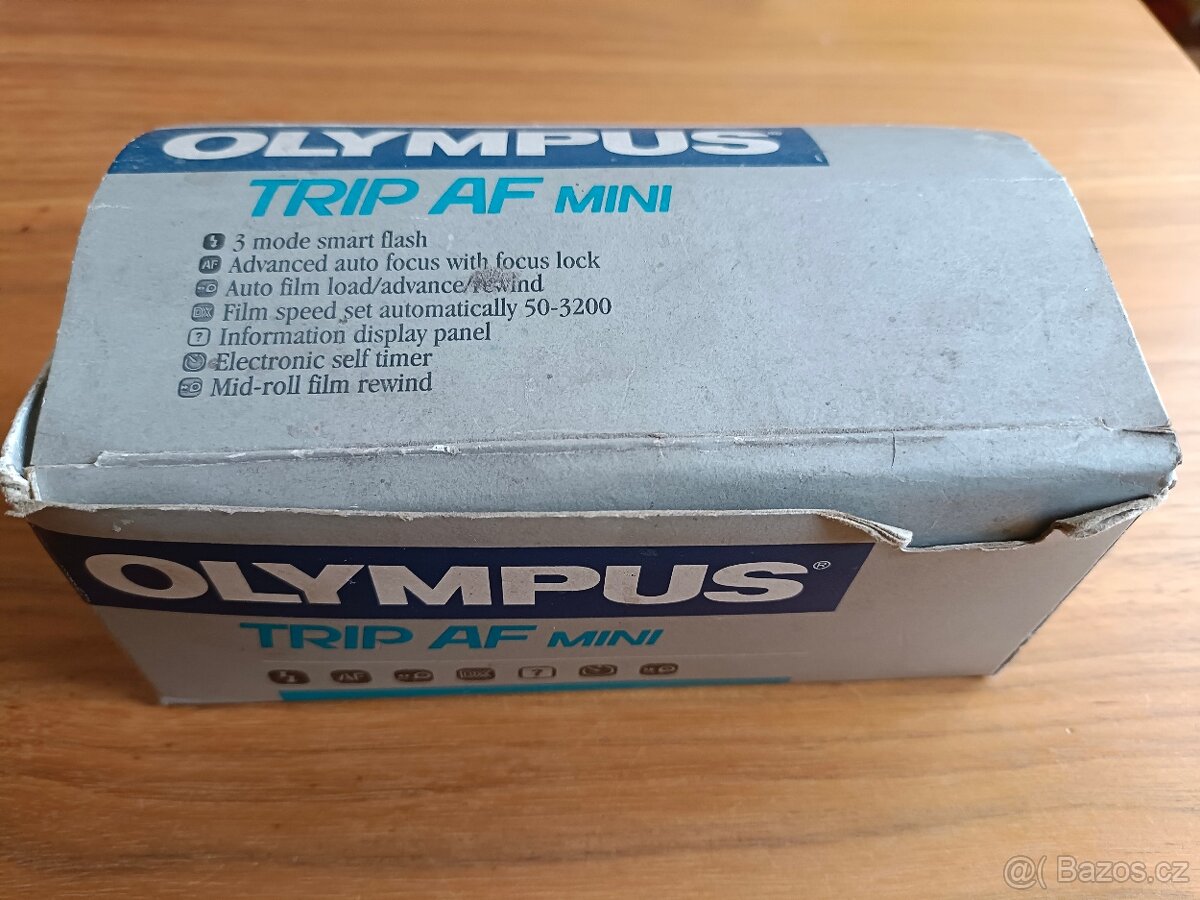 OLYMPUS
TRIP AF MINI
3 mode smart flash
AF Advanced auto focus with focus lock
Auto film load/advance/rewind
DX Film speed set automatically 50-3200
? Information display panel
Electronic self timer
Mid-roll film rewind
OLYMPUS®
TRIP AF MINI
AF DX ?
@( Bazos.cz